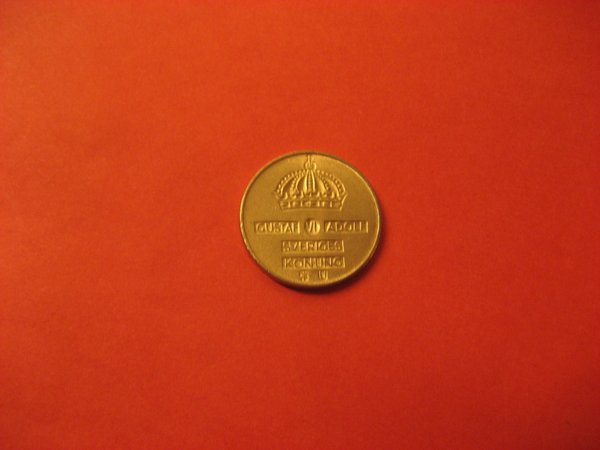 GUSTAF VI ADOLF
SVERIGES
KONUNG
U